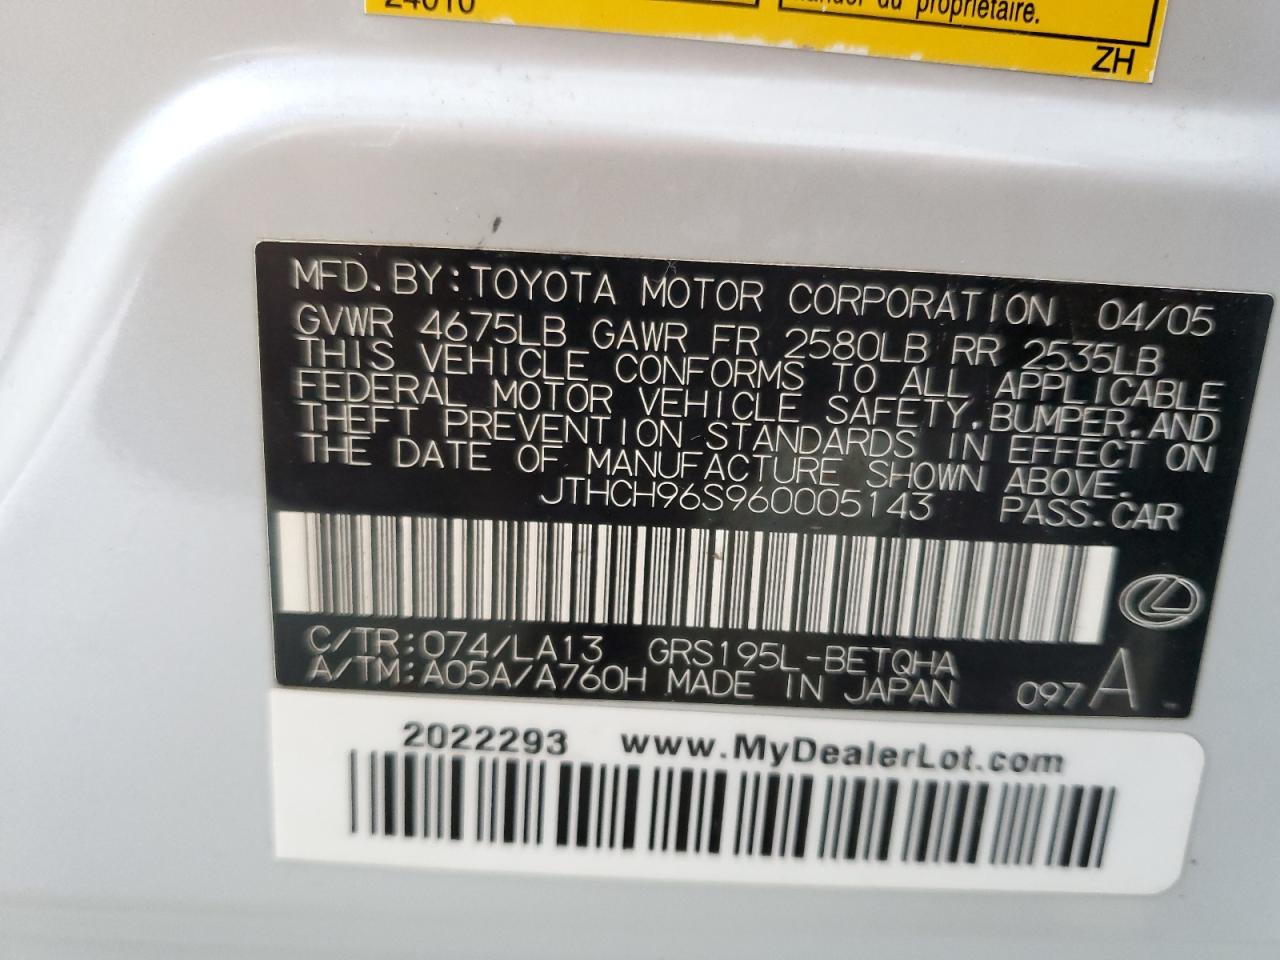 24010
du propriétaire.
ZH
MFD. BY: TOYOTA MOTOR CORPORATION 04/05
GVWR 4675LB GAWR FR 2580LB RR 2535LB
THIS VEHICLE CONFORMS TO ALL APPLICABLE
FEDERAL MOTOR VEHICLE SAFETY, BUMPER, AND
THEFT PREVENTION STANDARDS IN EFFECT ON
THE DATE OF MANUFACTURE SHOWN ABOVE.
JTHCH96S960005143 PASS. CAR
C/TR: 074/LA13 GRS195L-BETQHA
A/TM: A05A/A760H MADE IN JAPAN 097 A
2022293 www.MyDealerLot.com